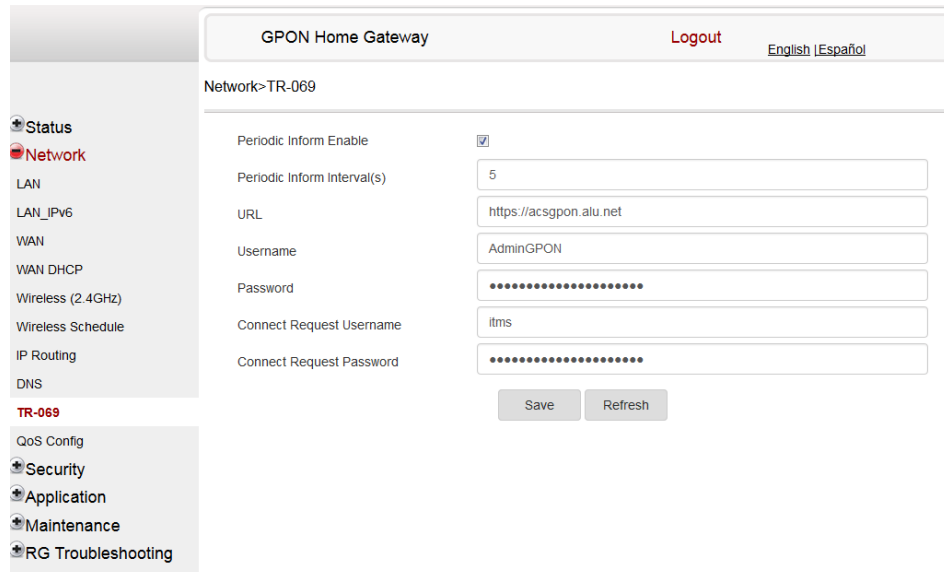 GPON Home Gateway
Logout
English | Español
Network>TR-069
Status
Network
LAN
LAN_IPv6
WAN
WAN DHCP
Wireless (2.4GHz)
Wireless Schedule
IP Routing
DNS
TR-069
QoS Config
Security
Application
Maintenance
RG Troubleshooting
Periodic Inform Enable
Periodic Inform Interval(s) 5
URL https://acsgpon.alu.net
Username AdminGPON
Password •••••••••••••••••••••
Connect Request Username itms
Connect Request Password •••••••••••••••••••••
Save Refresh